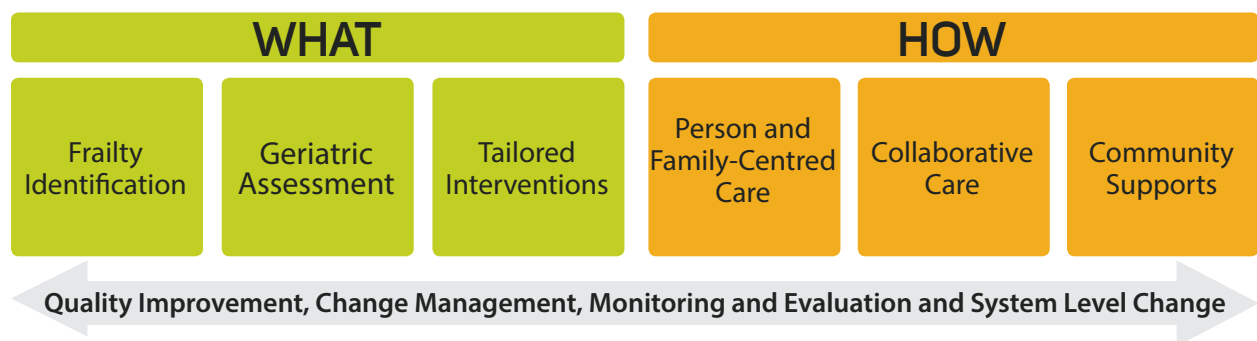 WHAT
HOW
Frailty
Identification
Geriatric
Assessment
Tailored
Interventions
Person and
Family-Centred
Care
Collaborative
Care
Community
Supports
Quality Improvement, Change Management, Monitoring and Evaluation and System Level Change